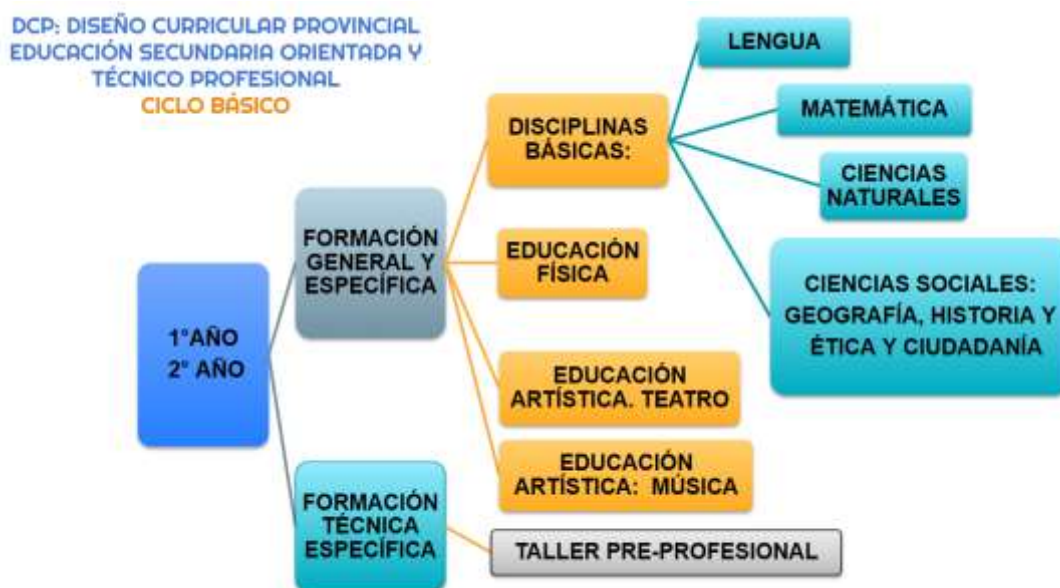 DCP: DISEÑO CURRICULAR PROVINCIAL
EDUCACIÓN SECUNDARIA ORIENTADA Y
TÉCNICO PROFESIONAL
CICLO BÁSICO
1°AÑO
2° AÑO
FORMACIÓN
GENERAL Y
ESPECÍFICA
DISCIPLINAS
BÁSICAS:
LENGUA
MATEMÁTICA
CIENCIAS
NATURALES
CIENCIAS SOCIALES:
GEOGRAFÍA, HISTORIA Y
ÉTICA Y CIUDADANÍA
EDUCACIÓN
FÍSICA
EDUCACIÓN
ARTÍSTICA. TEATRO
EDUCACIÓN
ARTÍSTICA: MÚSICA
FORMACIÓN
TÉCNICA
ESPECÍFICA
TALLER PRE-PROFESIONAL